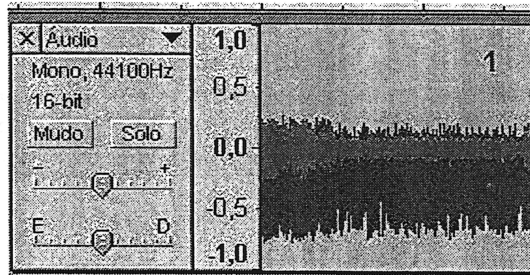 X Áudio
Mono, 44100Hz
16-bit
Mudo Solo
- +
E D
1,0
0,5
0,0
-0,5
-1,0
1